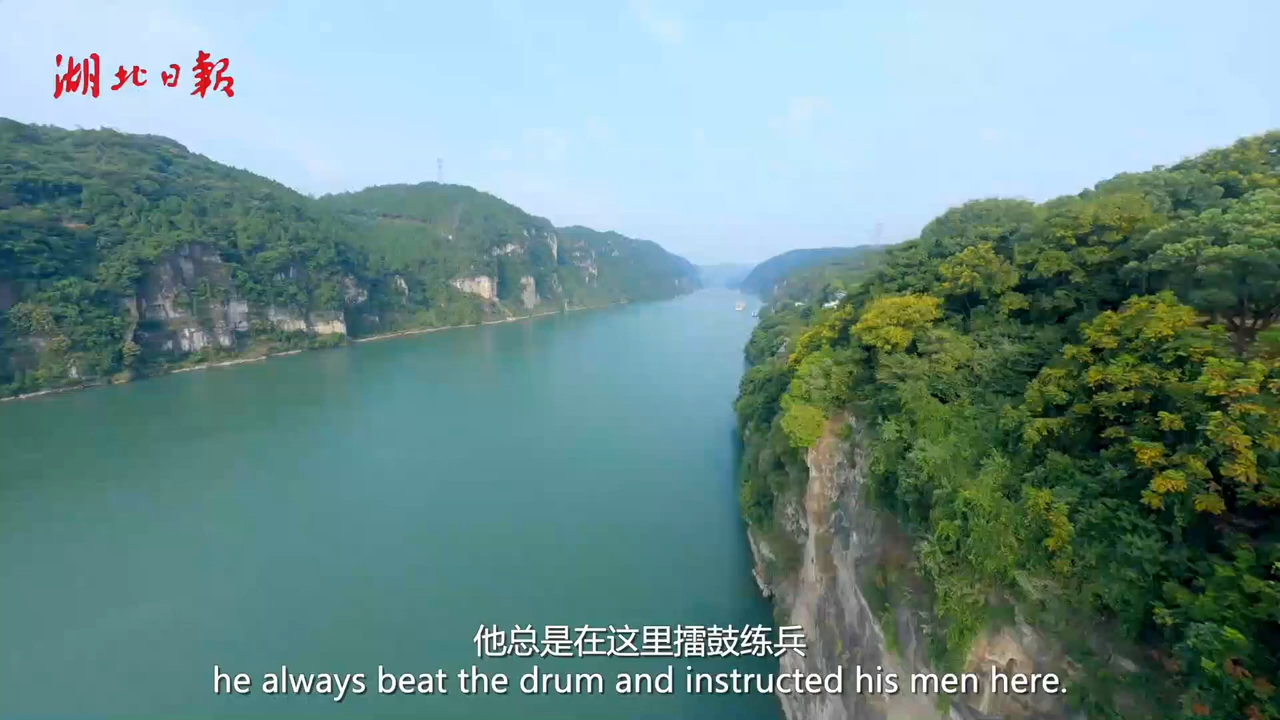 湖北日報
他总是在这里擂鼓练兵
he always beat the drum and instructed his men here.